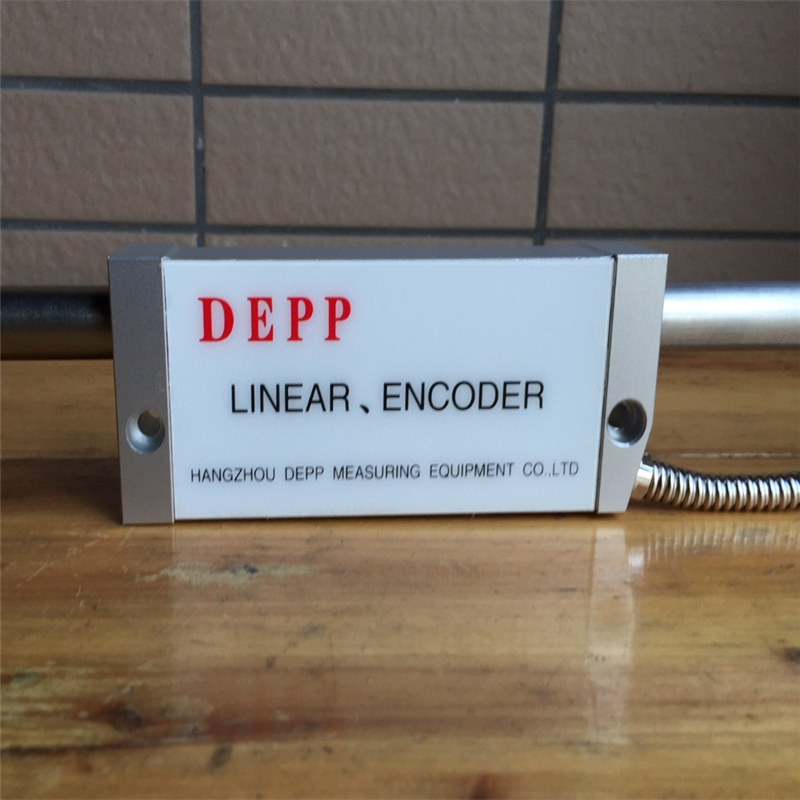 DEPP
LINEAR、ENCODER
HANGZHOU DEPP MEASURING EQUIPMENT CO.,LTD